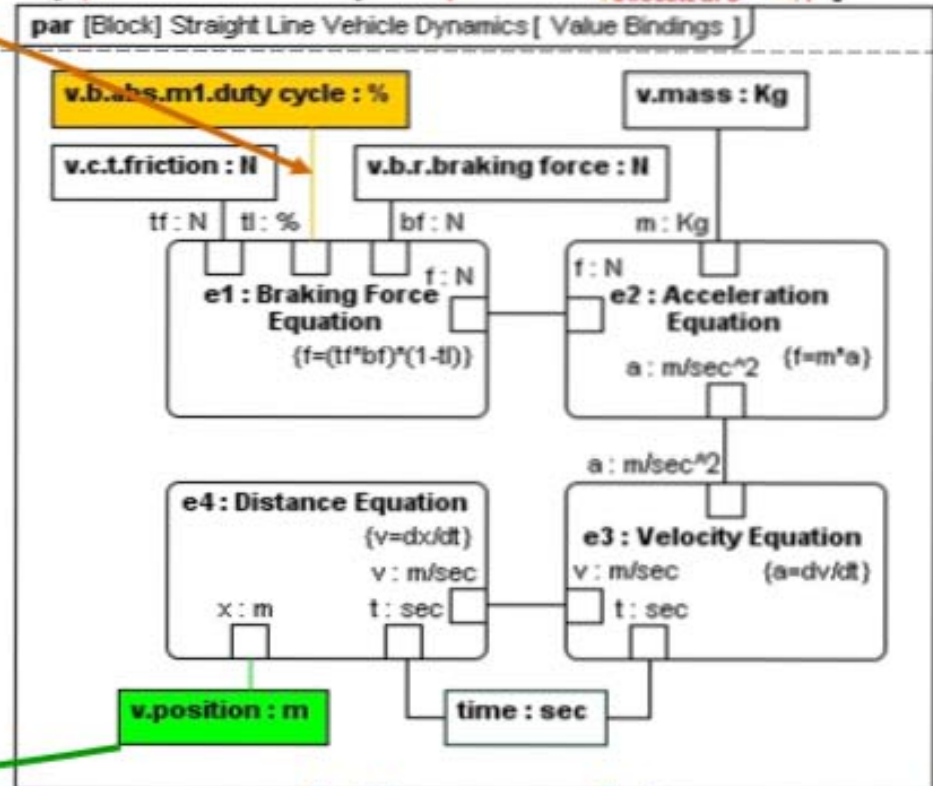 par [Block] Straight Line Vehicle Dynamics [ Value Bindings ]
v.b.abs.m1.duty cycle : %
v.mass : Kg
v.c.t.friction : N
v.b.r.braking force : N
tf : N
tl : %
bf : N
m : Kg
f : N
f : N
e1 : Braking Force
Equation
{f=(tf*bf)*(1-tl)}
e2 : Acceleration
Equation
{f=m*a}
a : m/sec^2
a : m/sec^2
e4 : Distance Equation
{v=dx/dt}
v : m/sec
x : m
t : sec
e3 : Velocity Equation
v : m/sec
{a=dv/dt}
t : sec
v.position : m
time : sec